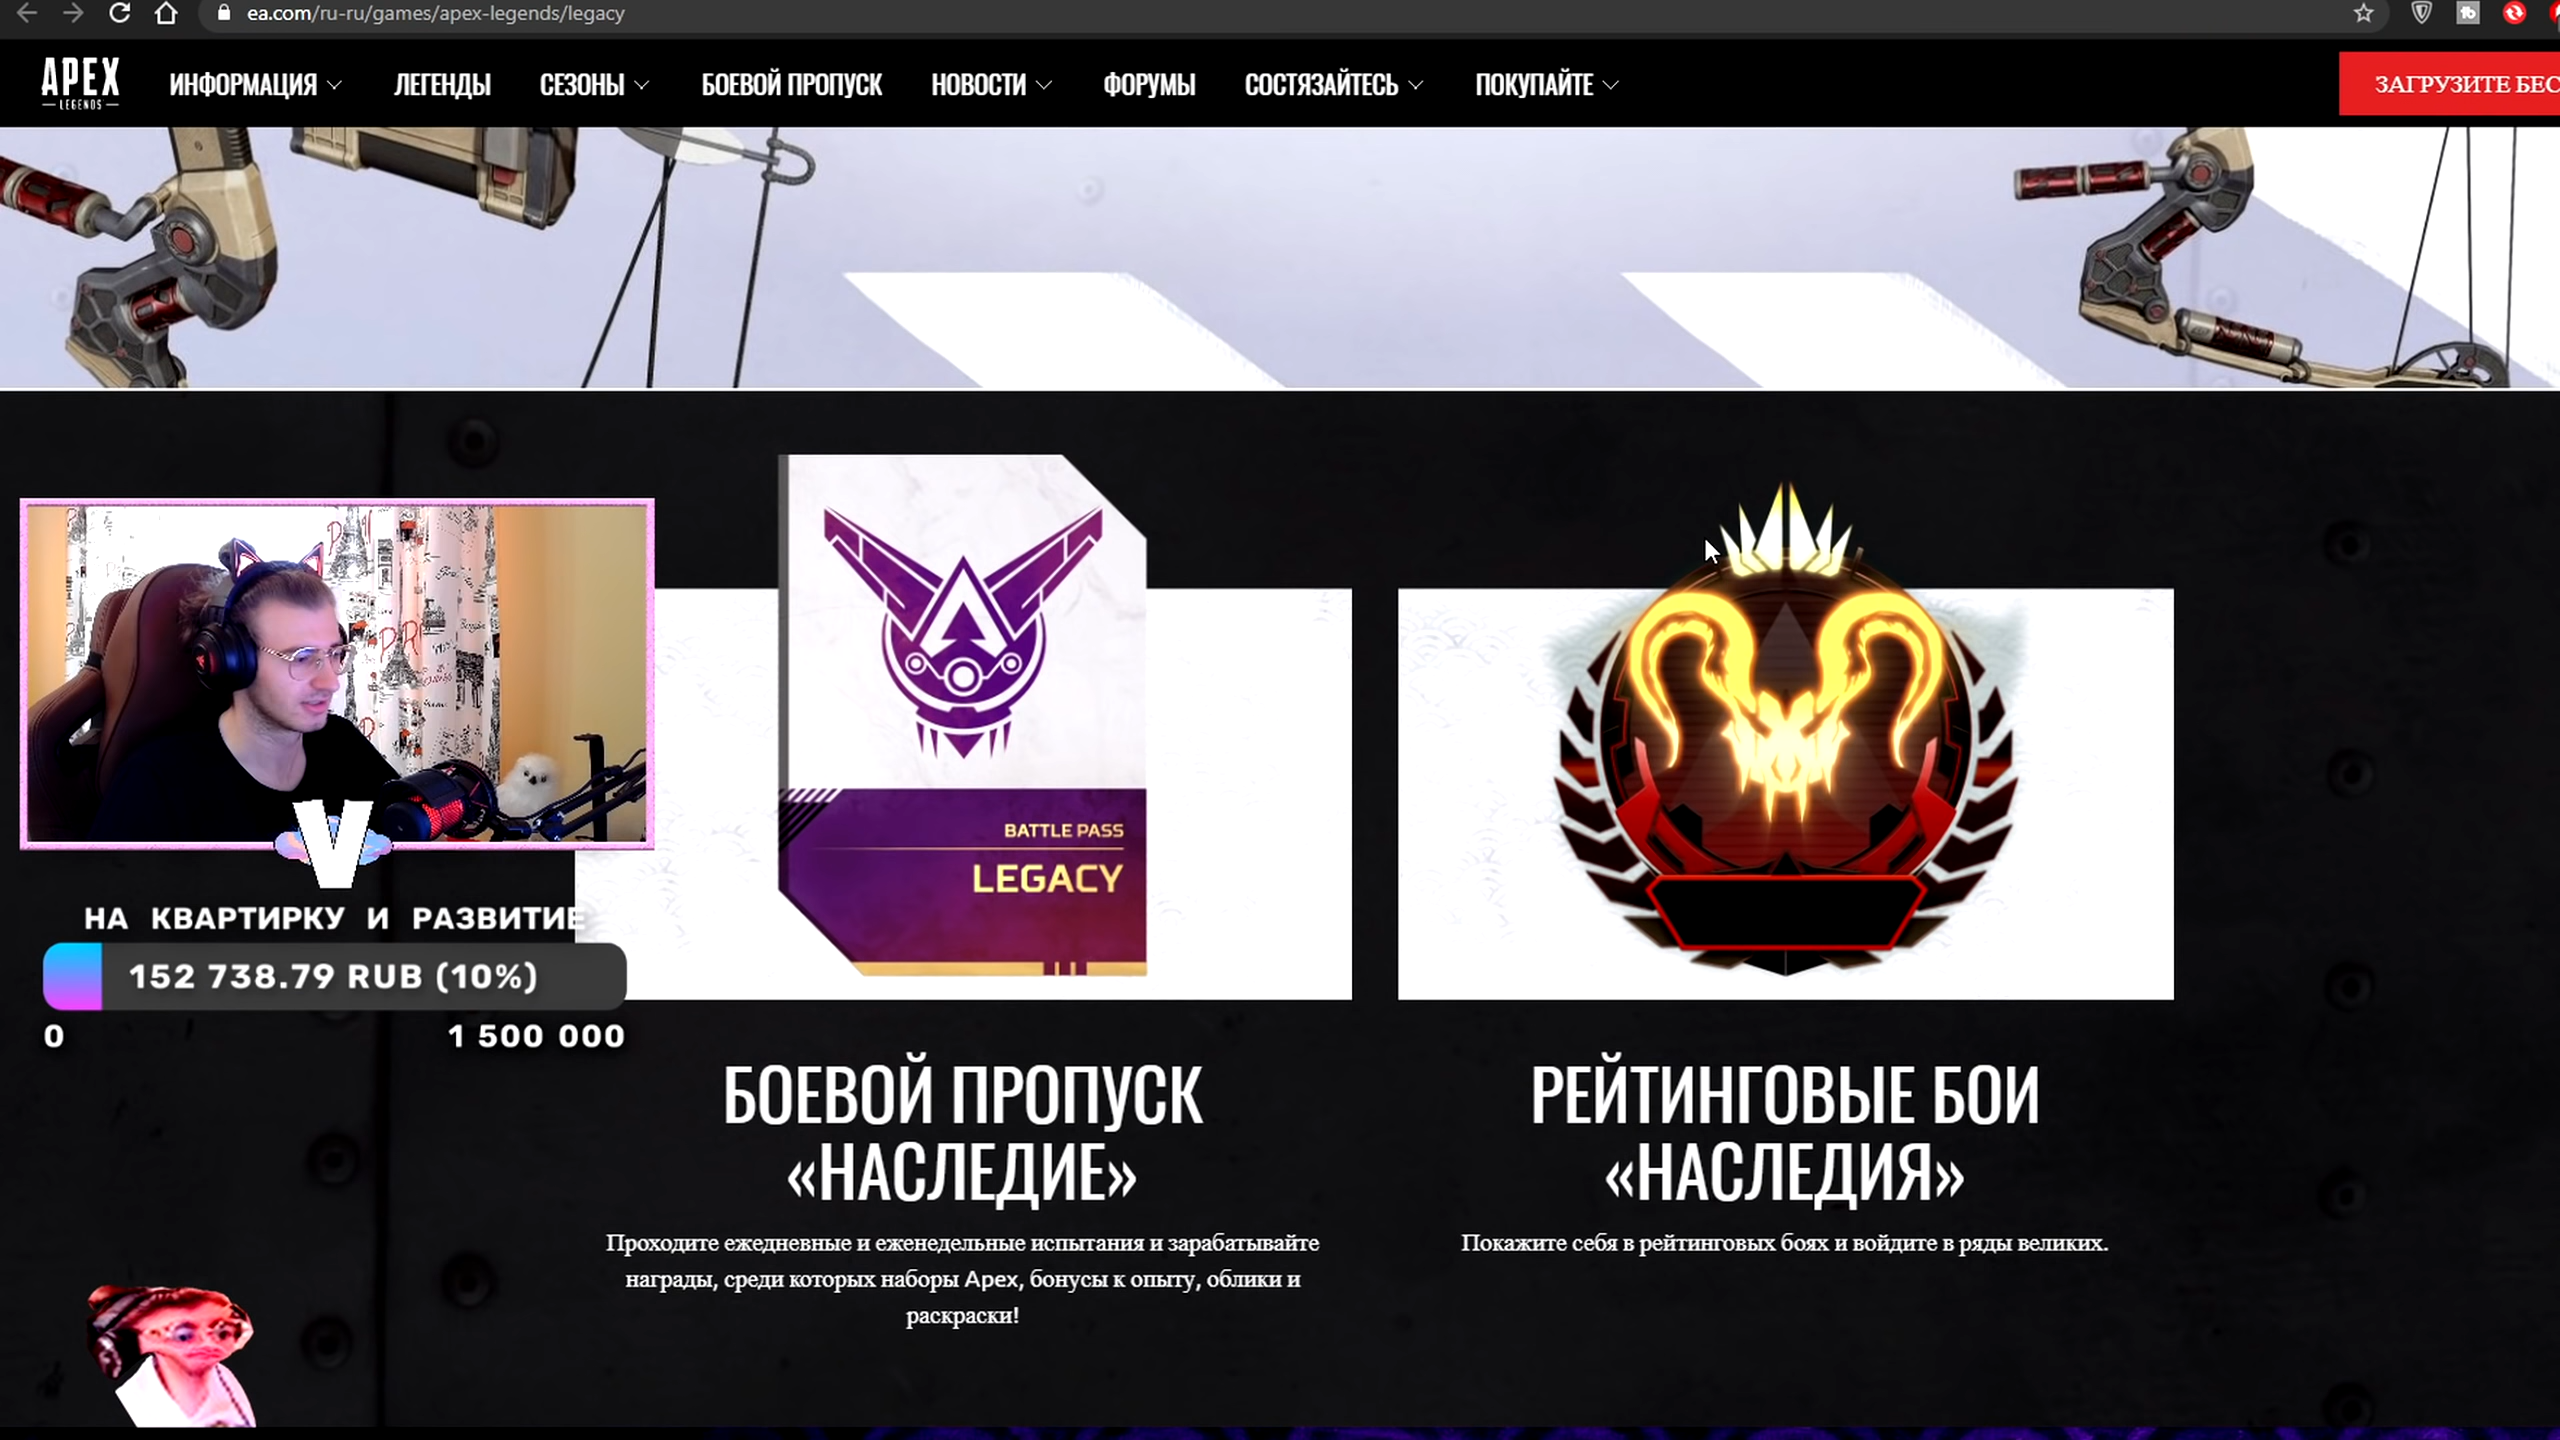 ea.com/ru-ru/games/apex-legends/legacy
APEX
LEGENDS
ИНФОРМАЦИЯ
ЛЕГЕНДЫ
СЕЗОНЫ
БОЕВОЙ ПРОПУСК
НОВОСТИ
ФОРУМЫ
СОСТЯЗАЙТЕСЬ
ПОКУПАЙТЕ
ЗАГРУЗИТЕ БЕС
BATTLE PASS
LEGACY
V
НА КВАРТИРКУ И РАЗВИТИЕ
152 738.79 RUB (10%)
0
1 500 000
БОЕВОЙ ПРОПУСК
«НАСЛЕДИЕ»
Проходите ежедневные и еженедельные испытания и зарабатывайте
награды, среди которых наборы Apex, бонусы к опыту, облики и
раскраски!
РЕЙТИНГОВЫЕ БОИ
«НАСЛЕДИЯ»
Покажите себя в рейтинговых боях и войдите в ряды великих.